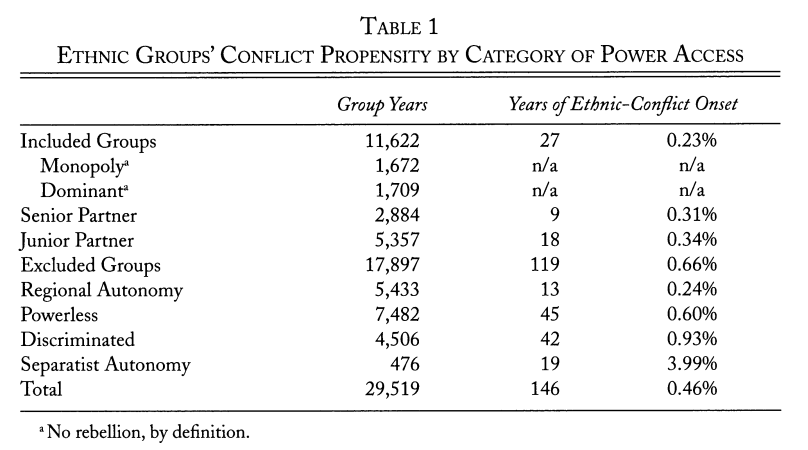 TABLE 1
ETHNIC GROUPS' CONFLICT PROPENSITY BY CATEGORY OF POWER ACCESS
Group Years Years of Ethnic-Conflict Onset
Included Groups 11,622 27 0.23%
Monopolyᵃ 1,672 n/a n/a
Dominantᵃ 1,709 n/a n/a
Senior Partner 2,884 9 0.31%
Junior Partner 5,357 18 0.34%
Excluded Groups 17,897 119 0.66%
Regional Autonomy 5,433 13 0.24%
Powerless 7,482 45 0.60%
Discriminated 4,506 42 0.93%
Separatist Autonomy 476 19 3.99%
Total 29,519 146 0.46%
ᵃ No rebellion, by definition.